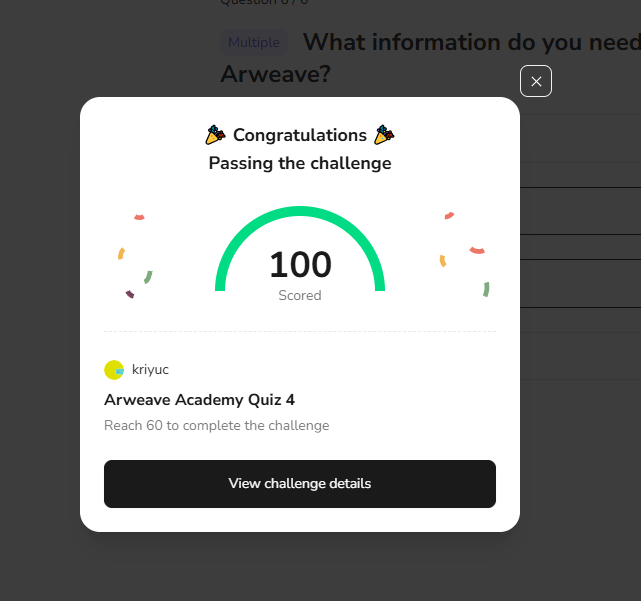 Question 6 / 6
Multiple What information do you need
Arweave?
Congratulations
Passing the challenge
100
Scored
kriyuc
Arweave Academy Quiz 4
Reach 60 to complete the challenge
View challenge details